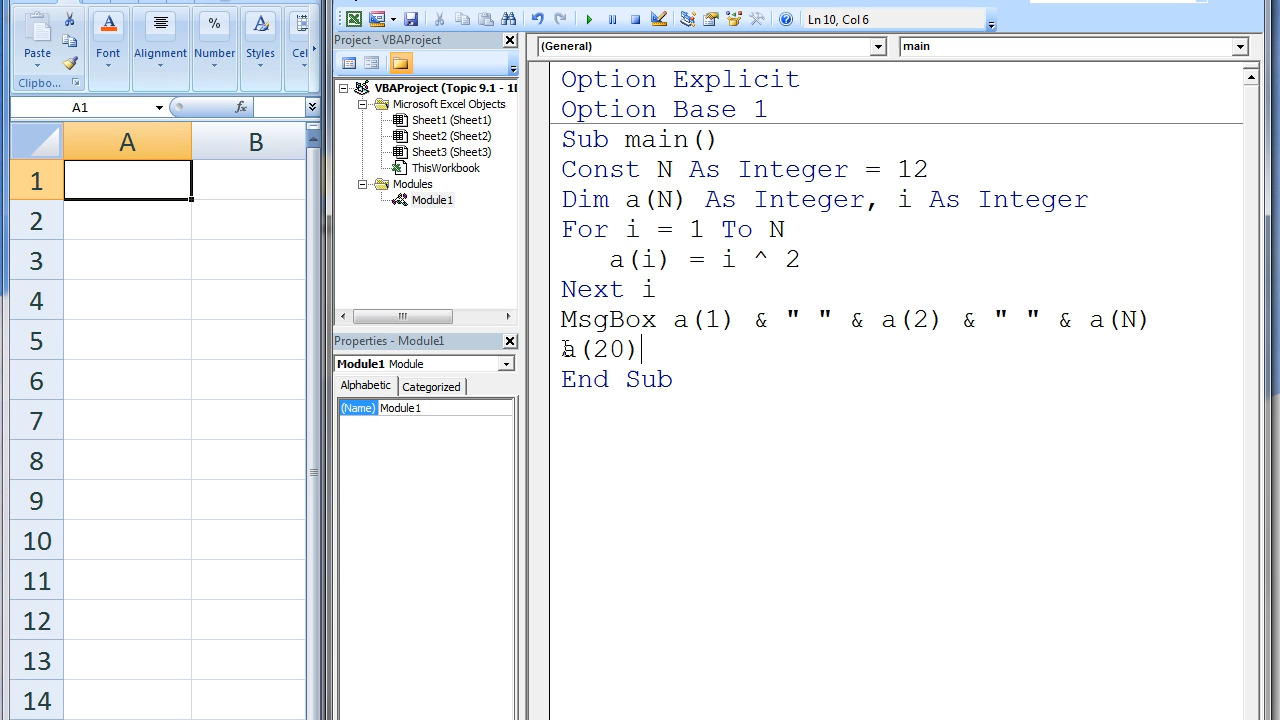 Paste
Clipbo...
Font
Alignment
Number
Styles
Cel
A1
fx
A B
1
2
3
4
5
6
7
8
9
10
11
12
13
14
Ln 10, Col 6
Project - VBAProject
VBAProject (Topic 9.1 - 1
Microsoft Excel Objects
Sheet1 (Sheet1)
Sheet2 (Sheet2)
Sheet3 (Sheet3)
ThisWorkbook
Modules
Module1
Properties - Module1
Module1 Module
Alphabetic Categorized
(Name) Module1
(General) main
Option Explicit
Option Base 1
Sub main()
Const N As Integer = 12
Dim a(N) As Integer, i As Integer
For i = 1 To N
a(i) = i ^ 2
Next i
MsgBox a(1) & " " & a(2) & " " & a(N)
a(20)
End Sub